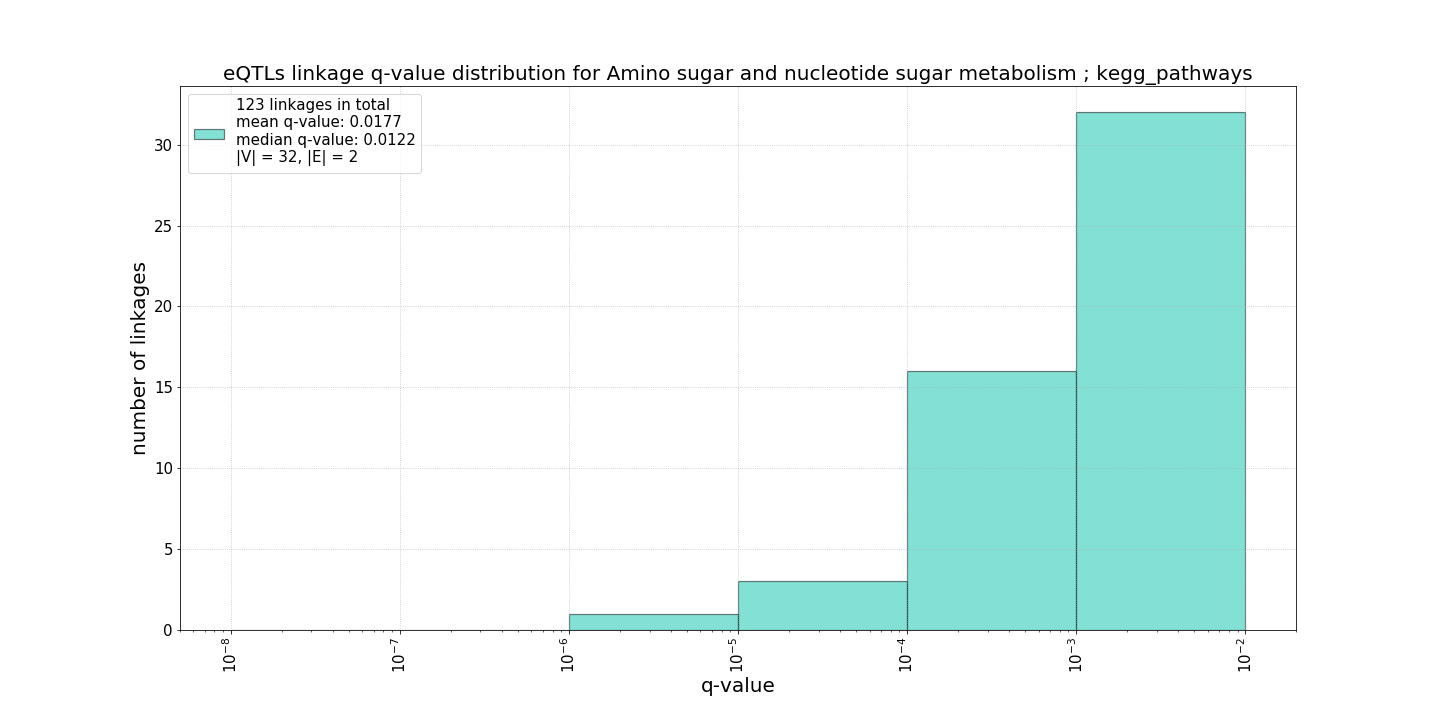 eQTLs linkage q-value distribution for Amino sugar and nucleotide sugar metabolism ; kegg_pathways
123 linkages in total
mean q-value: 0.0177
median q-value: 0.0122
|V| = 32, |E| = 2
number of linkages
30
25
20
15
10
5
0
10⁻⁸
10⁻⁷
10⁻⁶
10⁻⁵
10⁻⁴
10⁻³
10⁻²
q-value